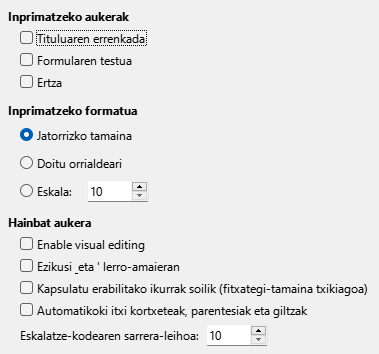 Inprimatzeko aukerak
Tituluaren errenkada
Formularen testua
Ertza
Inprimatzeko formatua
Jatorrizko tamaina
Doitu orrialdeari
Eskala: 10
Hainbat aukera
Enable visual editing
Ezikusi ˽eta ' lerro-amaieran
Kapsulatu erabilitako ikurrak soilik (fitxategi-tamaina txikiagoa)
Automatikoki itxi kortxeteak, parentesiak eta giltzak
Eskalatze-kodearen sarrera-leihoa: 10